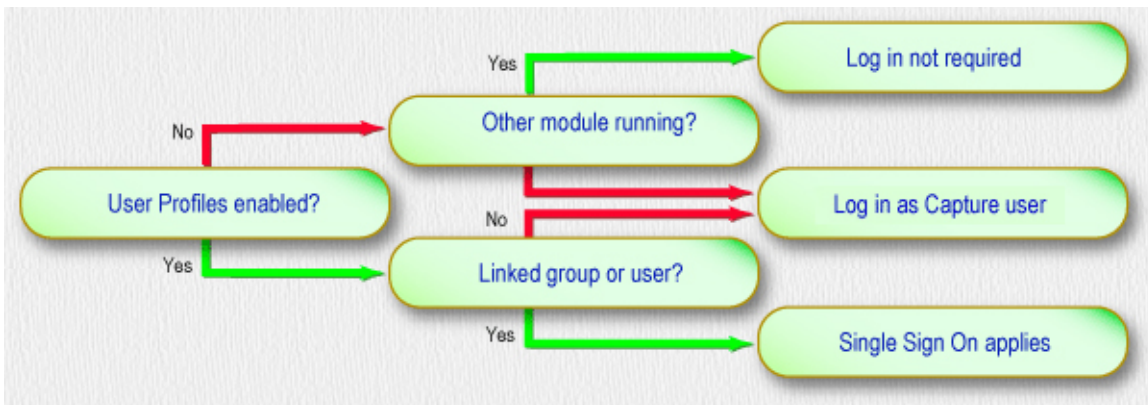 Log in not required
Yes
Other module running?
No
User Profiles enabled?
Log in as Capture user
No
Yes
Linked group or user?
Yes
Single Sign On applies